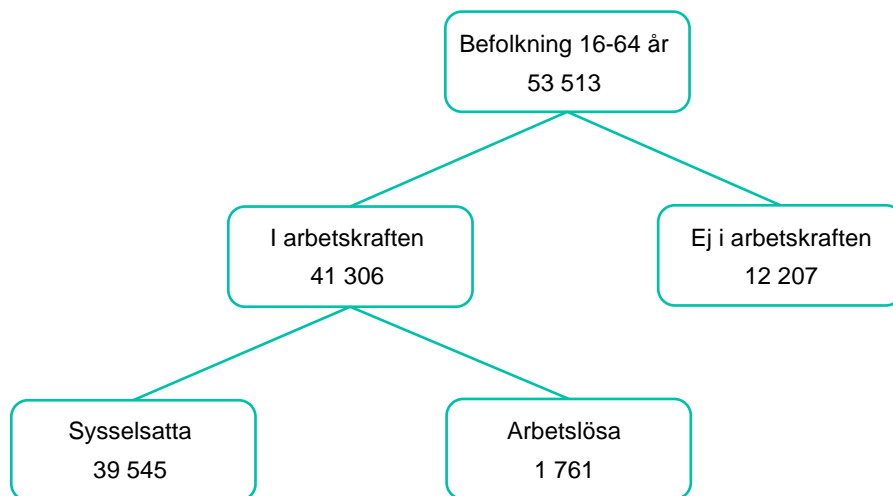 Befolkning 16-64 år
53 513
I arbetskraften
41 306
Ej i arbetskraften
12 207
Sysselsatta
39 545
Arbetslösa
1 761